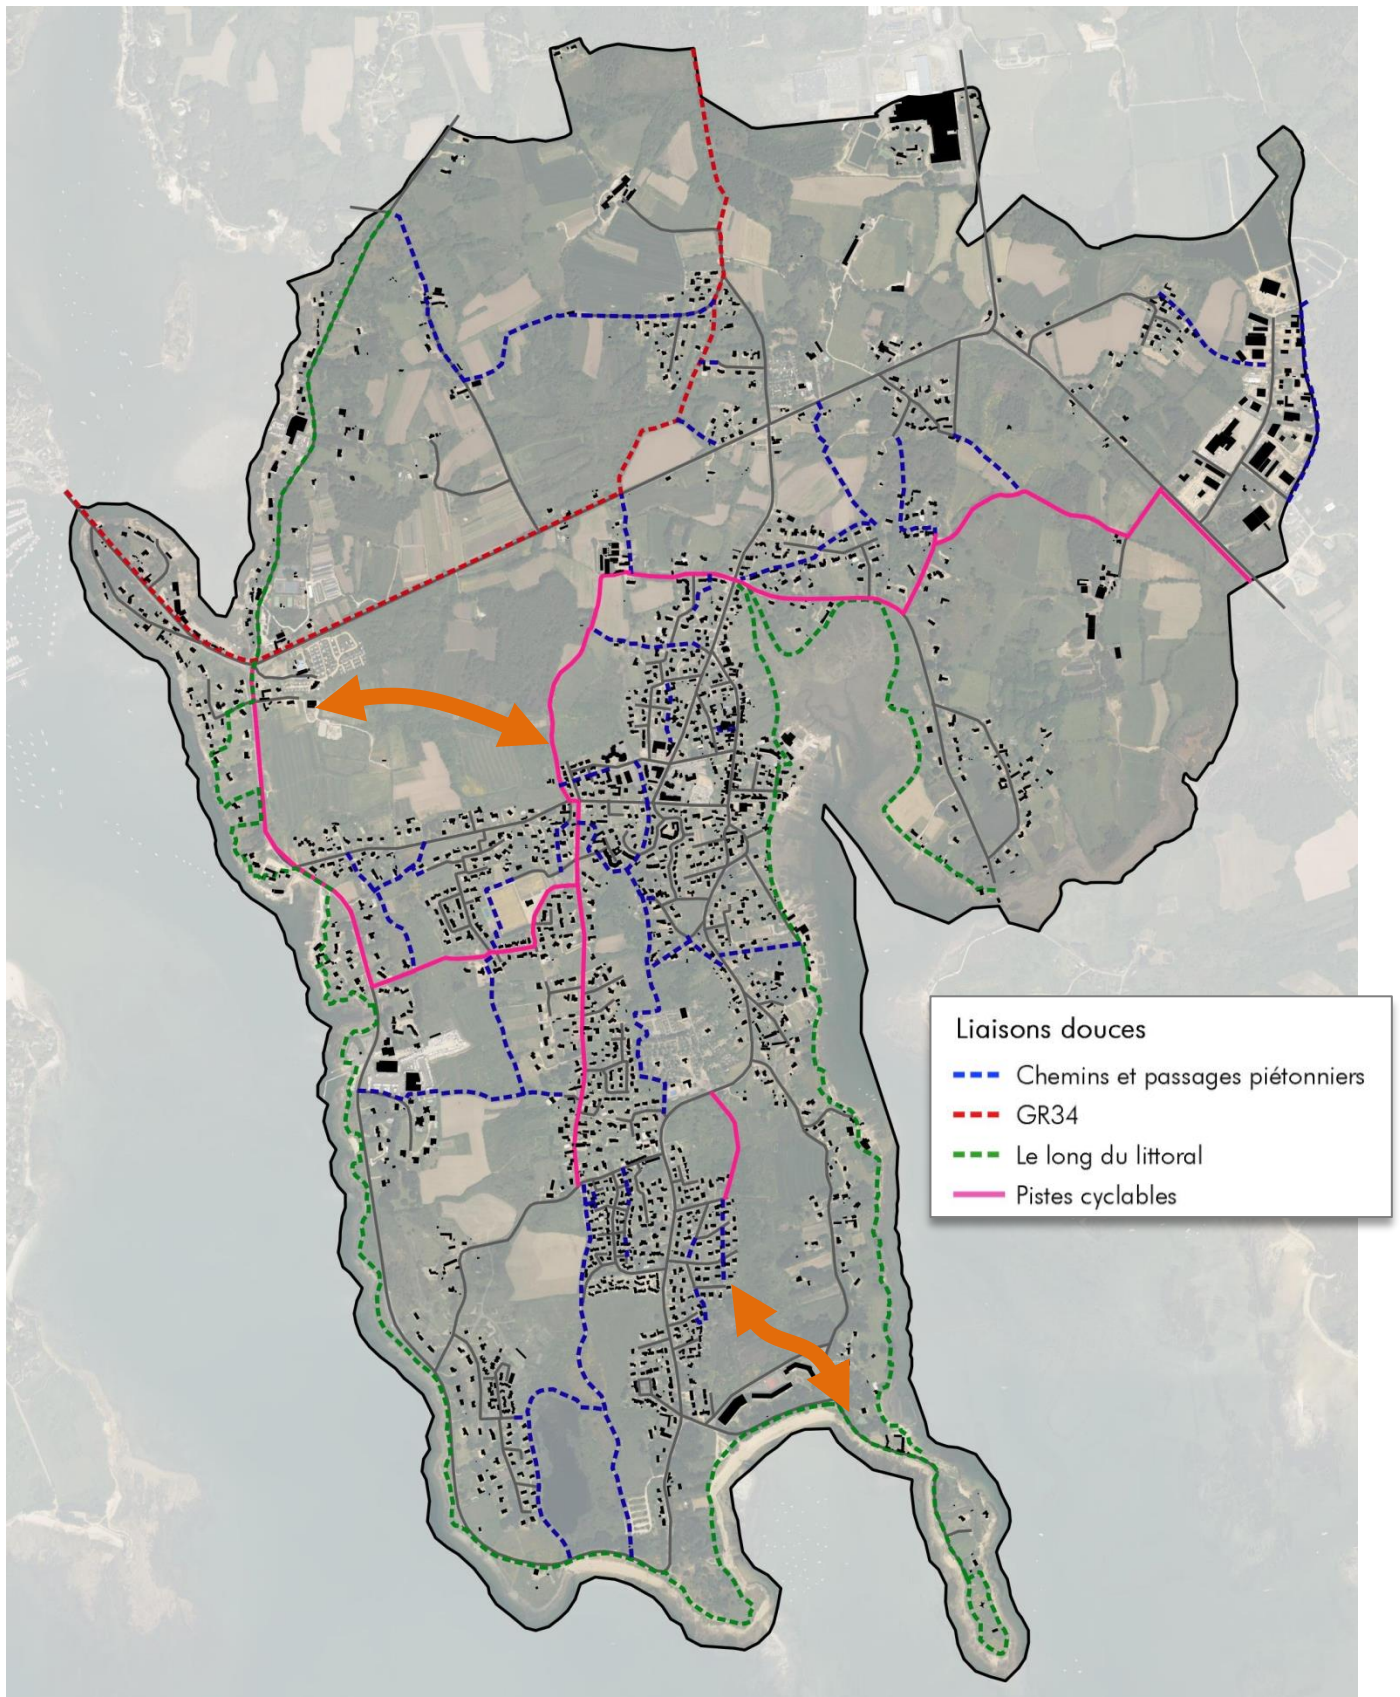 Liaisons douces
Chemins et passages piétonniers
GR34
Le long du littoral
Pistes cyclables